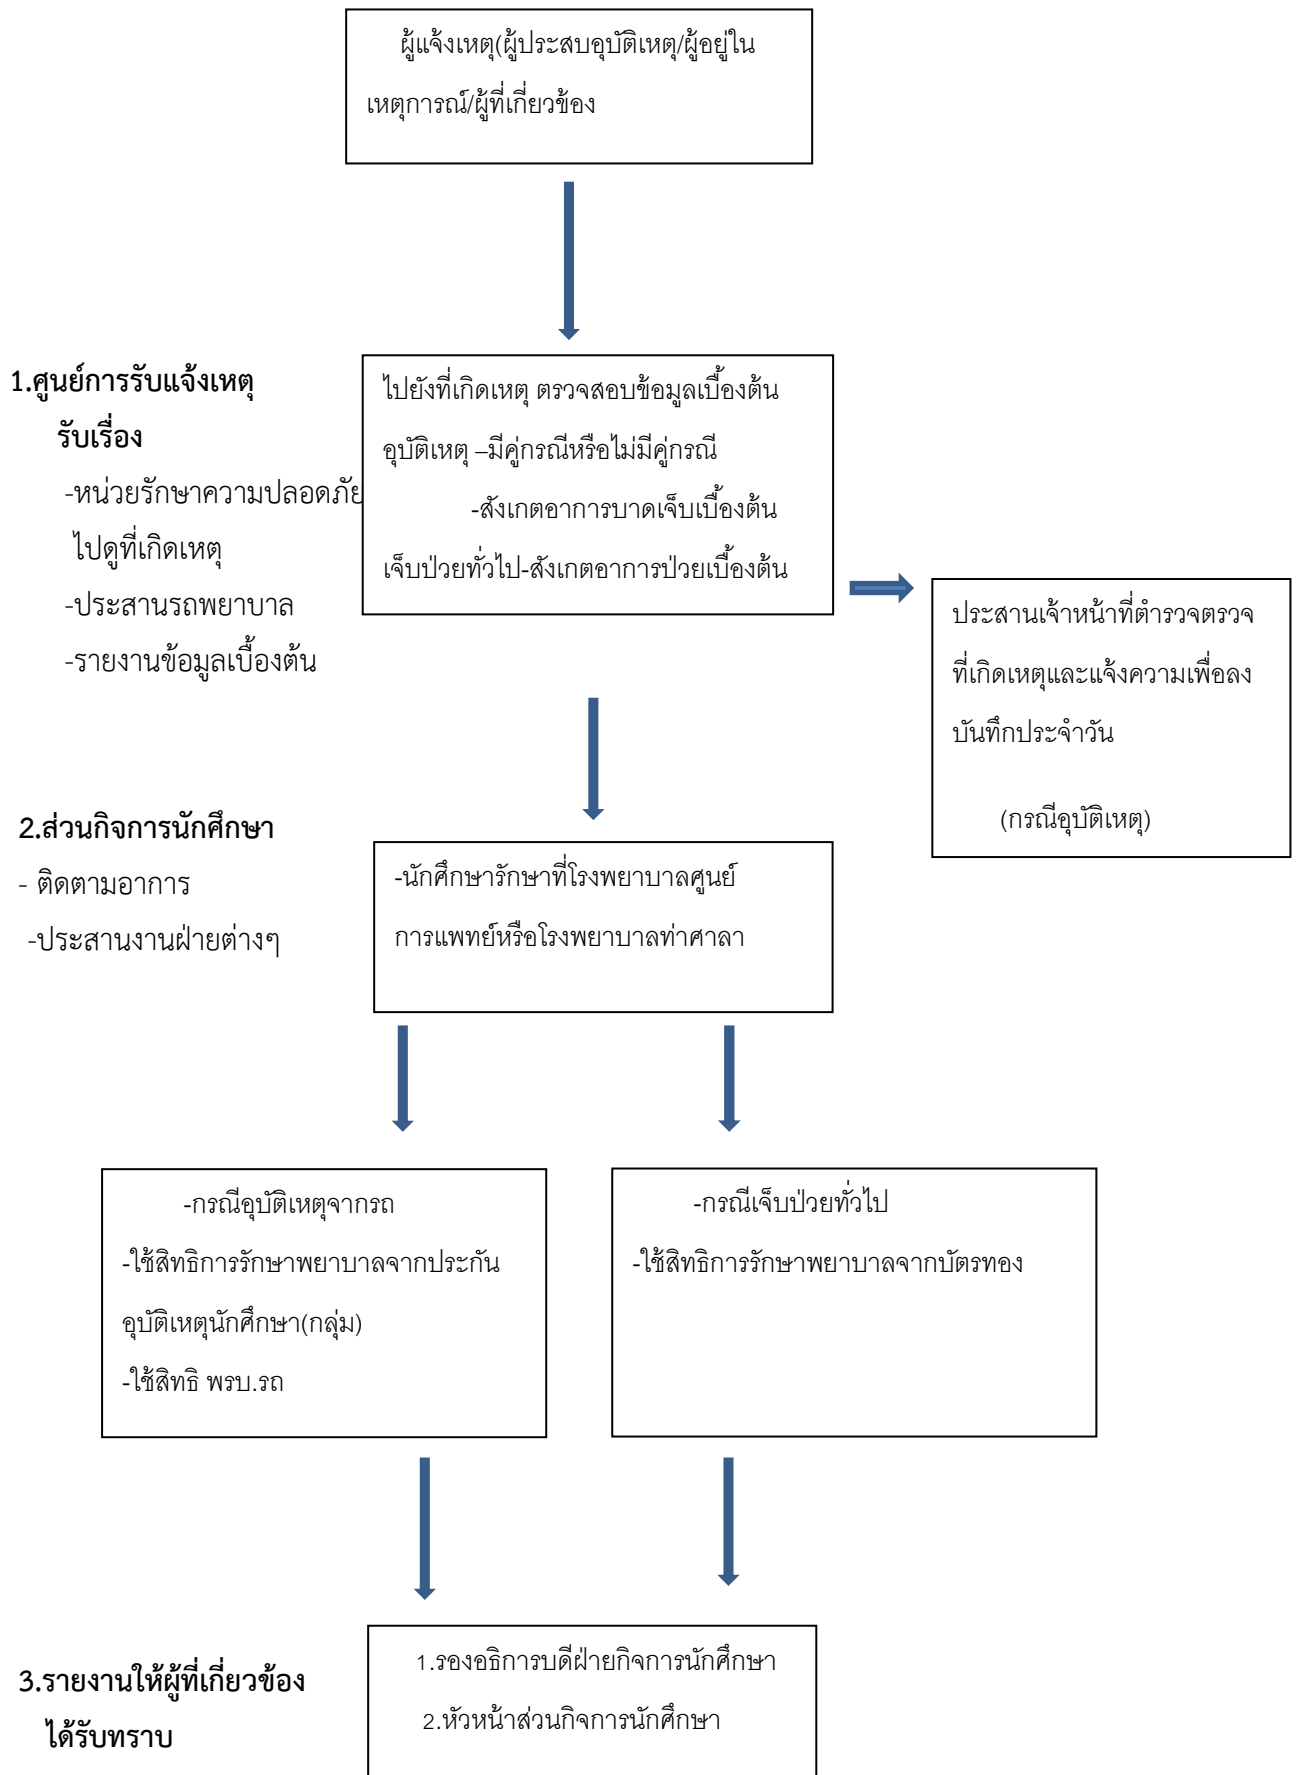 ผู้แจ้งเหตุ(ผู้ประสบอุบัติเหตุ/ผู้อยู่ใน
เหตุการณ์/ผู้ที่เกี่ยวข้อง
1.ศูนย์การรับแจ้งเหตุ
รับเรื่อง
-หน่วยรักษาความปลอดภัย
ไปดูที่เกิดเหตุ
-ประสานรถพยาบาล
-รายงานข้อมูลเบื้องต้น
ไปยังที่เกิดเหตุ ตรวจสอบข้อมูลเบื้องต้น
อุบัติเหตุ –มีคู่กรณีหรือไม่มีคู่กรณี
-สังเกตอาการบาดเจ็บเบื้องต้น
เจ็บป่วยทั่วไป-สังเกตอาการป่วยเบื้องต้น
ประสานเจ้าหน้าที่ตำรวจตรวจ
ที่เกิดเหตุและแจ้งความเพื่อลง
บันทึกประจำวัน
(กรณีอุบัติเหตุ)
2.ส่วนกิจการนักศึกษา
- ติดตามอาการ
-ประสานงานฝ่ายต่างๆ
-นักศึกษารักษาที่โรงพยาบาลศูนย์
การแพทย์หรือโรงพยาบาลท่าศาลา
-กรณีอุบัติเหตุจากรถ
-ใช้สิทธิการรักษาพยาบาลจากประกัน
อุบัติเหตุนักศึกษา(กลุ่ม)
-ใช้สิทธิ พรบ.รถ
-กรณีเจ็บป่วยทั่วไป
-ใช้สิทธิการรักษาพยาบาลจากบัตรทอง
3.รายงานให้ผู้ที่เกี่ยวข้อง
ได้รับทราบ
1.รองอธิการบดีฝ่ายกิจการนักศึกษา
2.หัวหน้าส่วนกิจการนักศึกษา